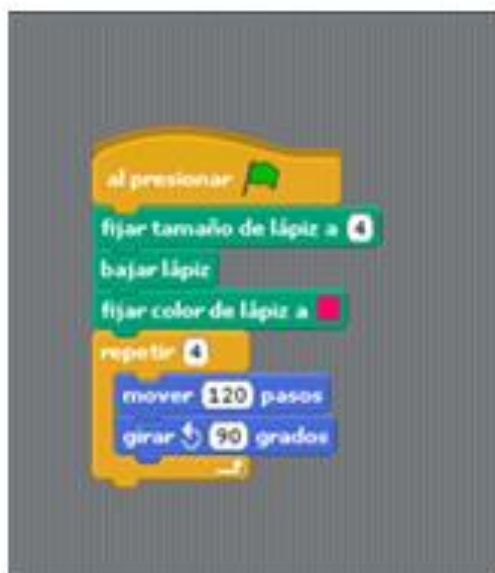 al presionar
fijar tamaño de lápiz a 4
bajar lápiz
fijar color de lápiz a
repetir 4
mover 120 pasos
girar 90 grados